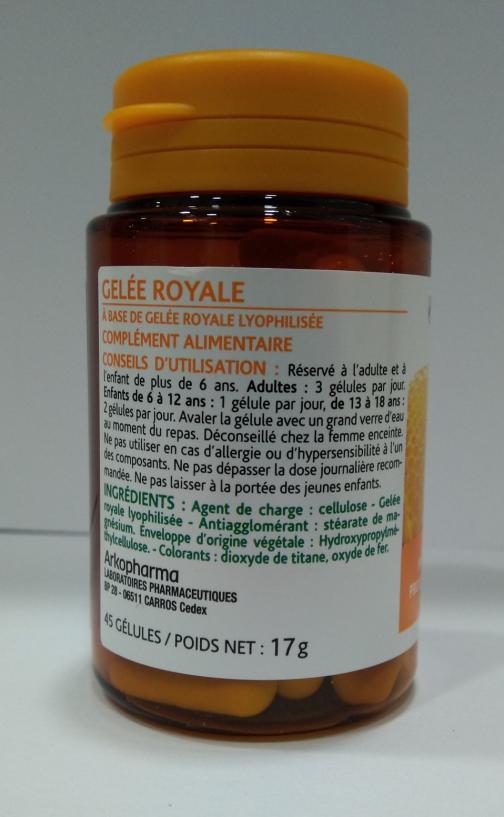 GELÉE ROYALE
À BASE DE GELÉE ROYALE LYOPHILISÉE
COMPLÉMENT ALIMENTAIRE
CONSEILS D'UTILISATION : Réservé à l'adulte et à
l'enfant de plus de 6 ans. Adultes : 3 gélules par jour.
Enfants de 6 à 12 ans : 1 gélule par jour, de 13 à 18 ans :
2 gélules par jour. Avaler la gélule avec un grand verre d'eau
au moment du repas. Déconseillé chez la femme enceinte.
Ne pas utiliser en cas d'allergie ou d'hypersensibilité à l'un
des composants. Ne pas dépasser la dose journalière recom-
mandée. Ne pas laisser à la portée des jeunes enfants.
INGRÉDIENTS : Agent de charge : cellulose - Gelée
royale lyophilisée - Antiagglomérant : stéarate de ma-
gnésium. Enveloppe d'origine végétale : Hydroxypropylmé-
thylcellulose. - Colorants : dioxyde de titane, oxyde de fer.
Arkopharma
LABORATOIRES PHARMACEUTIQUES
BP 28 - 06511 CARROS Cedex
45 GÉLULES / POIDS NET : 17 g